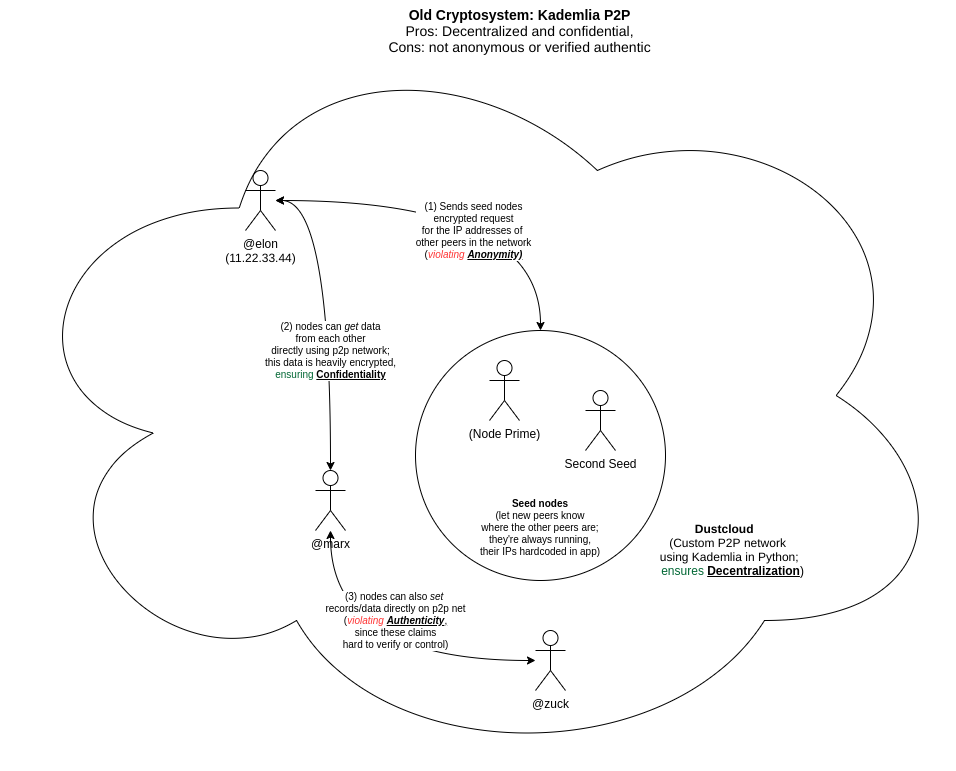 Old Cryptosystem: Kademlia P2P
Pros: Decentralized and confidential,
Cons: not anonymous or verified authentic
@elon
(11.22.33.44)
(1) Sends seed nodes
encrypted request
for the IP addresses of
other peers in the network
(violating Anonymity)
(2) nodes can get data
from each other
directly using p2p network;
this data is heavily encrypted,
ensuring Confidentiality
(Node Prime)
Second Seed
Seed nodes
(let new peers know
where the other peers are;
they're always running,
their IPs hardcoded in app)
Dustcloud
(Custom P2P network
using Kademlia in Python;
ensures Decentralization)
@marx
(3) nodes can also set
records/data directly on p2p net
(violating Authenticity,
since these claims
hard to verify or control)
@zuck